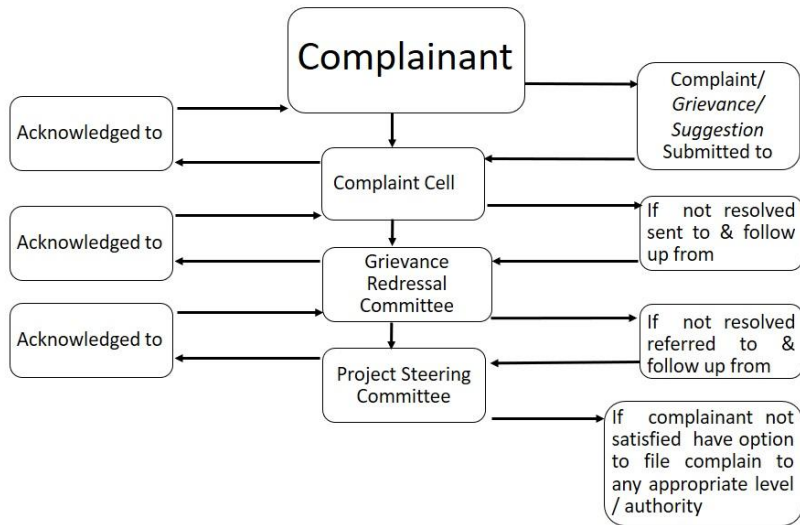 Complainant
Complaint/
Grievance/
Suggestion
Submitted to
Acknowledged to
Complaint Cell
If not resolved
sent to & follow
up from
Acknowledged to
Grievance
Redressal
Committee
If not resolved
referred to &
follow up from
Acknowledged to
Project Steering
Committee
If complainant not
satisfied have option
to file complain to
any appropriate level
/ authority